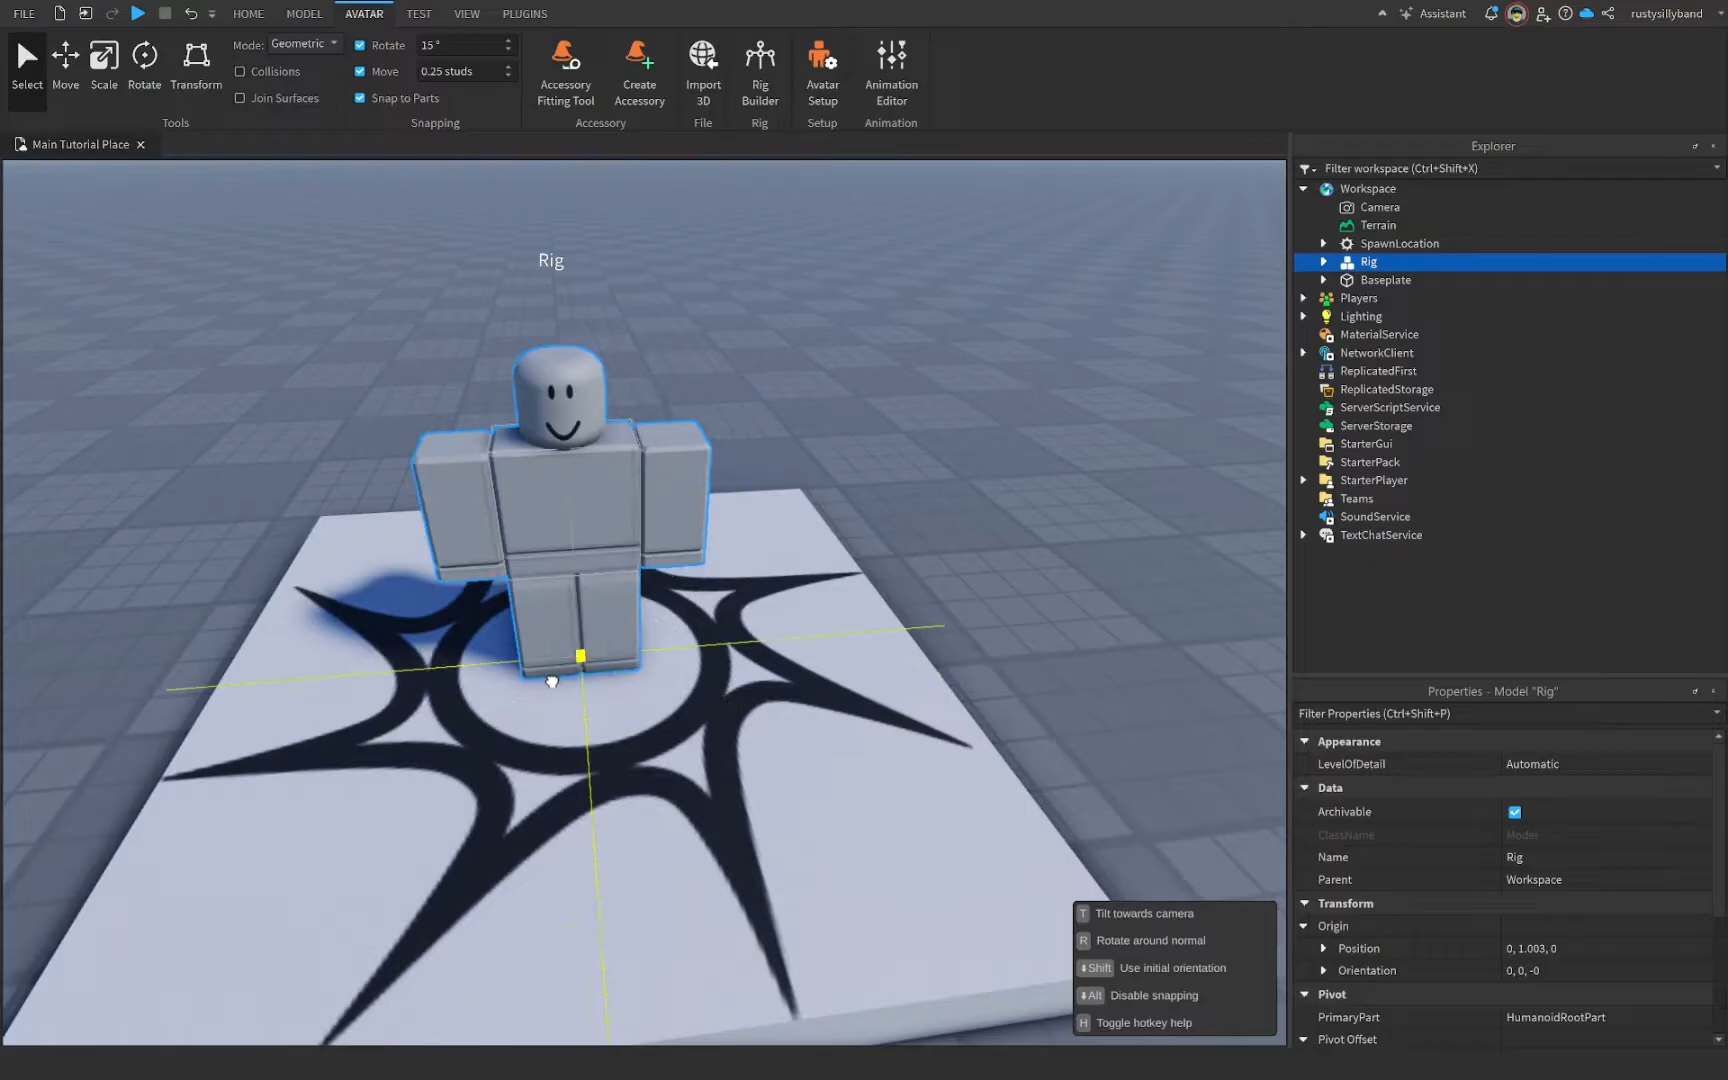 FILE HOME MODEL AVATAR TEST VIEW PLUGINS Assistant rustysillyband
Select Move Scale Rotate Transform
Mode: Geometric
Collisions
Join Surfaces
Tools
Rotate 15 °
Move 0.25 studs
Snap to Parts
Snapping
Accessory Fitting Tool
Create Accessory
Accessory
Import 3D
File
Rig Builder
Rig
Avatar Setup
Setup
Animation Editor
Animation
Main Tutorial Place
Rig
T Tilt towards camera
R Rotate around normal
Shift Use initial orientation
Alt Disable snapping
H Toggle hotkey help
Explorer
Filter workspace (Ctrl+Shift+X)
Workspace
Camera
Terrain
SpawnLocation
Rig
Baseplate
Players
Lighting
MaterialService
NetworkClient
ReplicatedFirst
ReplicatedStorage
ServerScriptService
ServerStorage
StarterGui
StarterPack
StarterPlayer
Teams
SoundService
TextChatService
Properties - Model "Rig"
Filter Properties (Ctrl+Shift+P)
Appearance
LevelOfDetail Automatic
Data
Archivable
ClassName Model
Name Rig
Parent Workspace
Transform
Origin
Position 0, 1.003, 0
Orientation 0, 0, -0
Pivot
PrimaryPart HumanoidRootPart
Pivot Offset